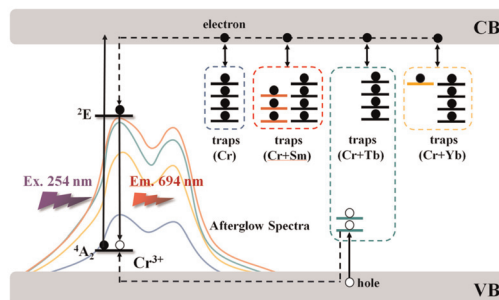 electron
CB
²E
traps
(Cr)
traps
(Cr+Sm)
traps
(Cr+Tb)
traps
(Cr+Yb)
Ex. 254 nm
Em. 694 nm
Afterglow Spectra
⁴A₂
Cr³⁺
hole
VB